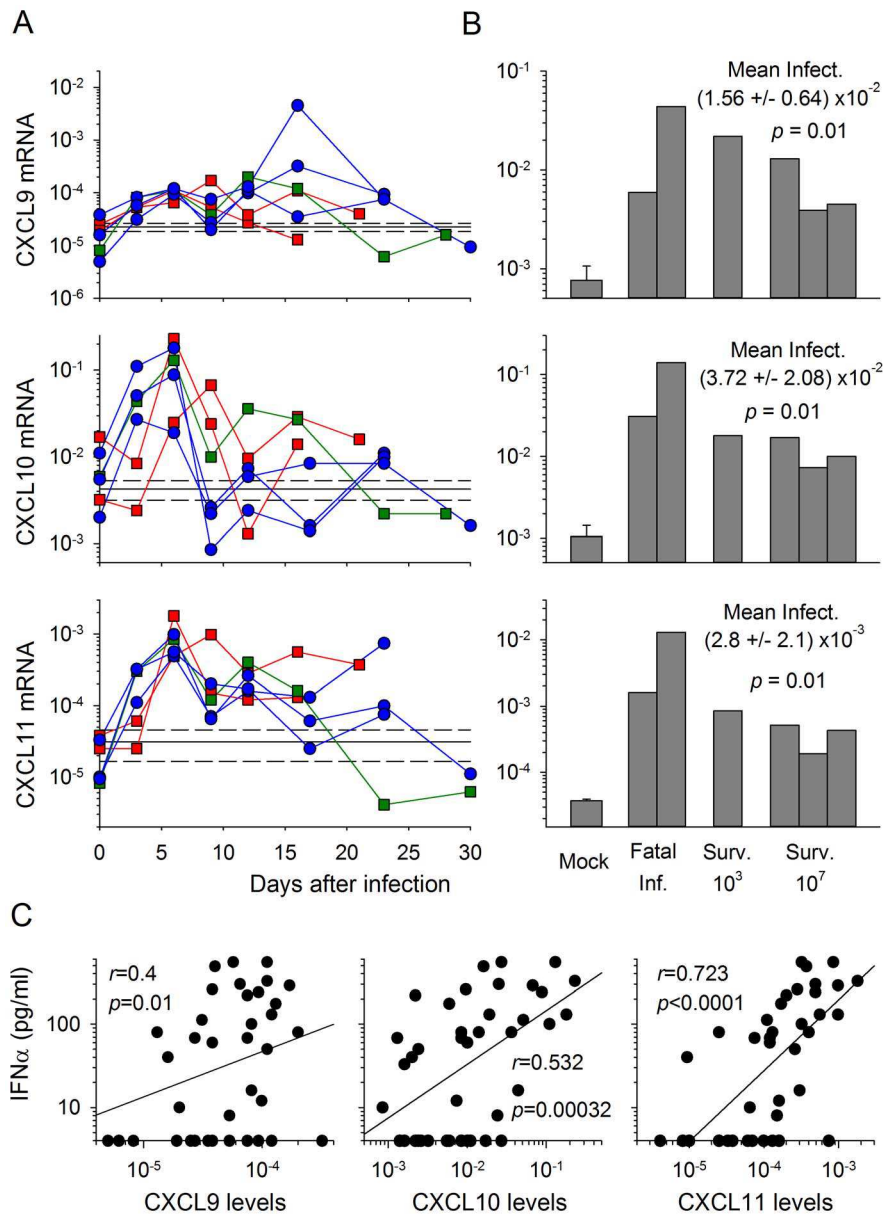 A
B
10-2
10-3
10-4
10-5
10-6
CXCL9 mRNA
10-1
10-2
10-3
Mean Infect.
(1.56 +/- 0.64) x10-2
p = 0.01
10-1
10-2
10-3
CXCL10 mRNA
10-1
10-2
10-3
Mean Infect.
(3.72 +/- 2.08) x10-2
p = 0.01
10-3
10-4
10-5
CXCL11 mRNA
10-2
10-3
10-4
Mean Infect.
(2.8 +/- 2.1) x10-3
p = 0.01
0 5 10 15 20 25 30
Days after infection
Mock
Fatal
Inf.
Surv.
103
Surv.
107
C
IFNα (pg/ml)
100
10
r=0.4
p=0.01
10-5 10-4
CXCL9 levels
r=0.532
p=0.00032
10-3 10-2 10-1
CXCL10 levels
r=0.723
p<0.0001
10-5 10-4 10-3
CXCL11 levels